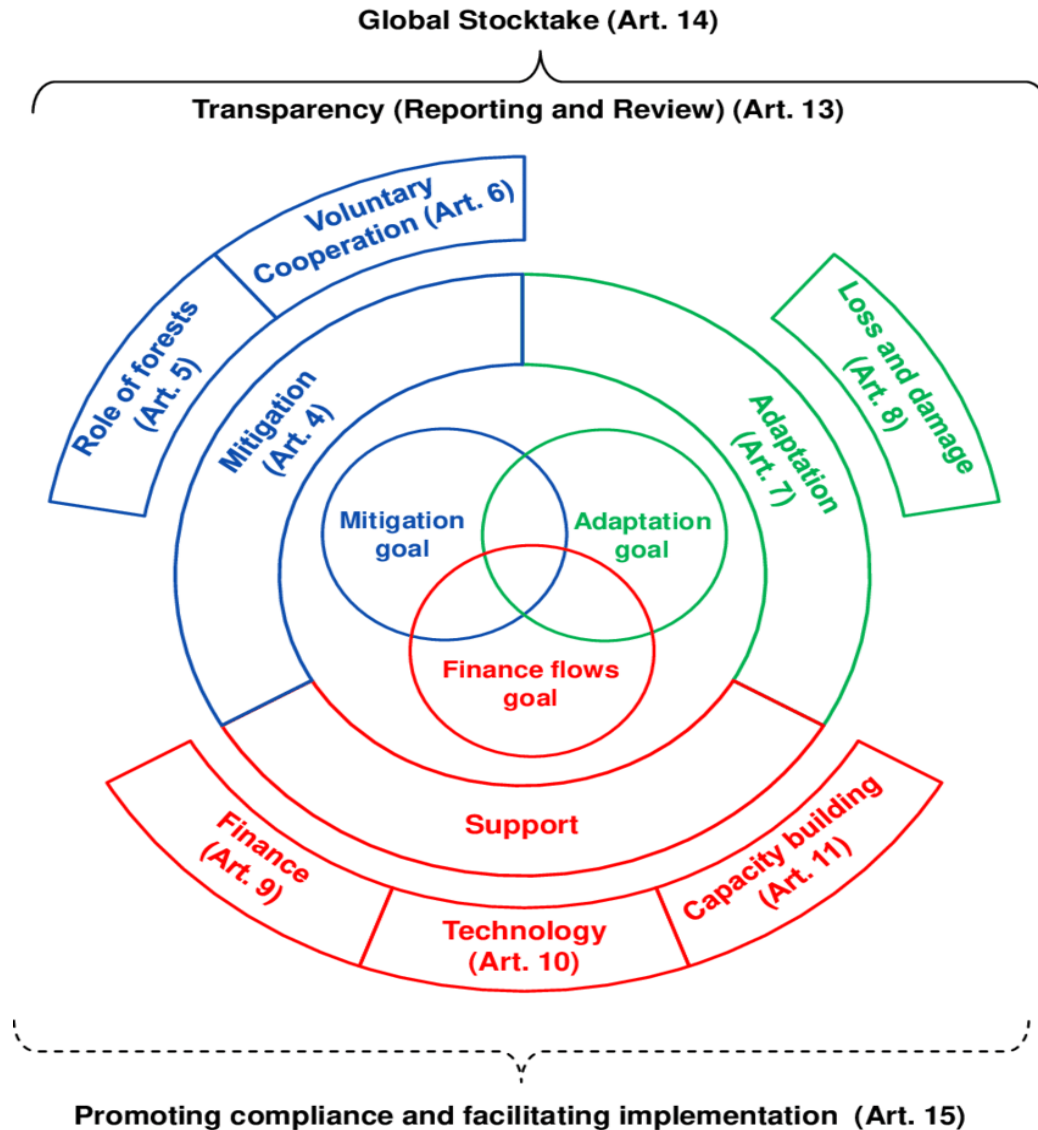 Global Stocktake (Art. 14)
Transparency (Reporting and Review) (Art. 13)
Voluntary
Cooperation (Art. 6)
Role of forests
(Art. 5)
Mitigation
(Art. 4)
Loss and damage
(Art. 8)
Adaptation
(Art. 7)
Mitigation
goal
Adaptation
goal
Finance flows
goal
Support
Finance
(Art. 9)
Technology
(Art. 10)
Capacity building
(Art. 11)
Promoting compliance and facilitating implementation (Art. 15)